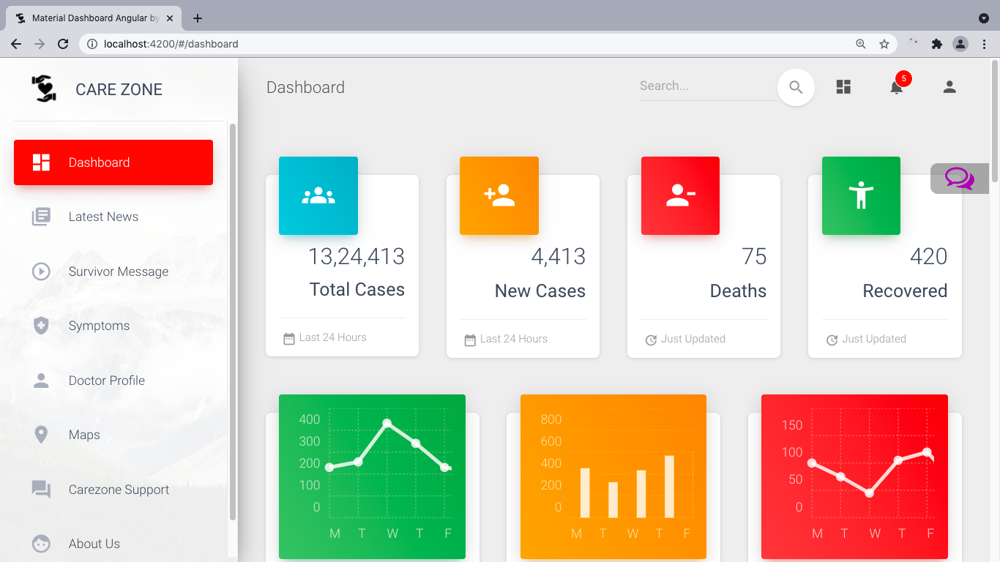 Material Dashboard Angular by
localhost:4200/#/dashboard
CARE ZONE
Dashboard
Latest News
Survivor Message
Symptoms
Doctor Profile
Maps
Carezone Support
About Us
Dashboard
Search...
5
13,24,413
Total Cases
Last 24 Hours
4,413
New Cases
Last 24 Hours
75
Deaths
Just Updated
420
Recovered
Just Updated
400
300
200
100
0
M T W T F
800
600
400
200
0
M T W T F
150
100
50
0
M T W T F